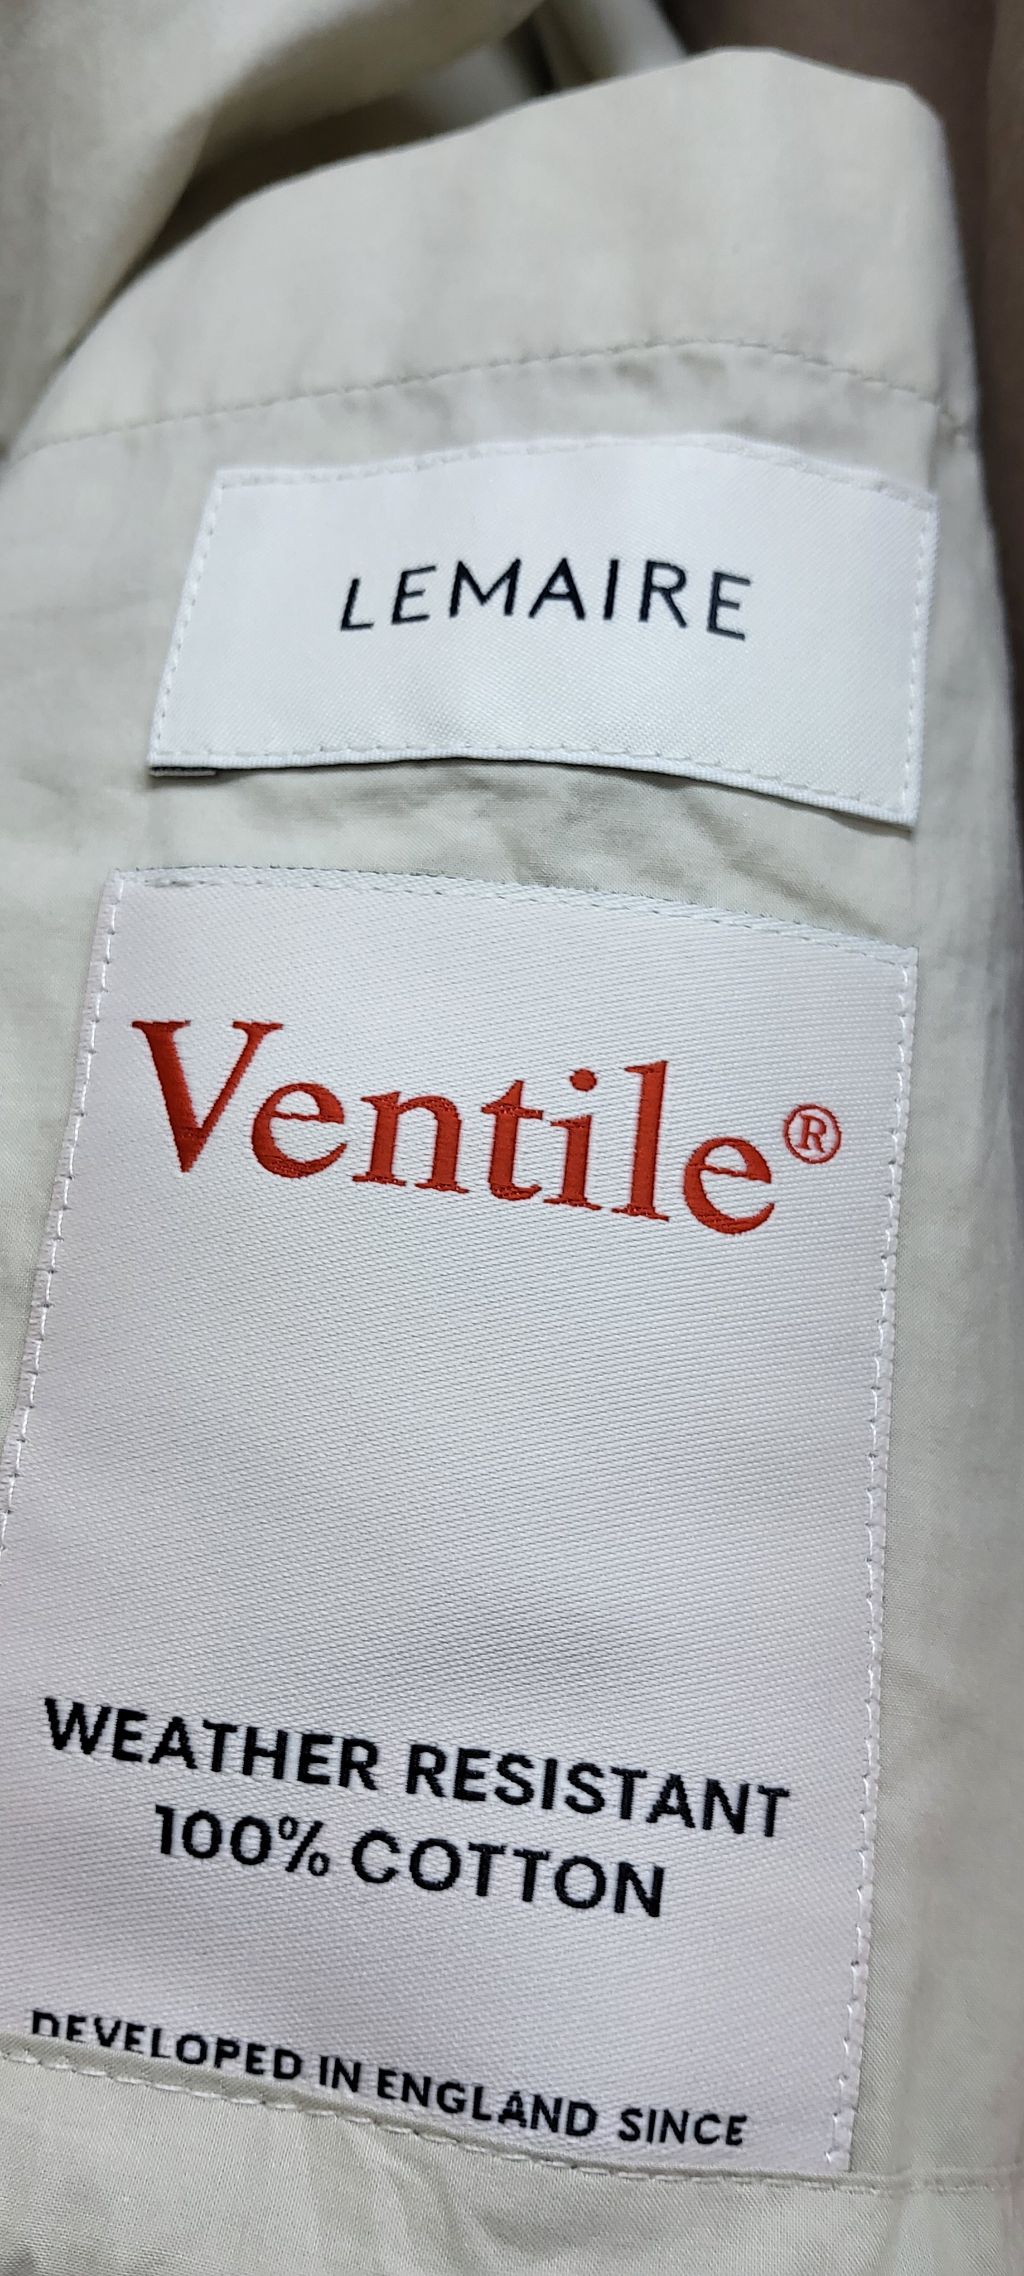 LEMAIRE
Ventile®
WEATHER RESISTANT
100% COTTON
DEVELOPED IN ENGLAND SINCE